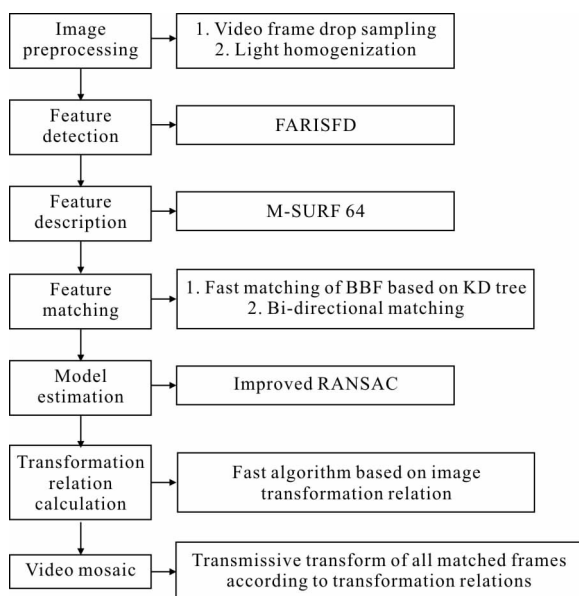 Image
preprocessing
1. Video frame drop sampling
2. Light homogenization
Feature
detection
FARISFD
Feature
description
M-SURF 64
Feature
matching
1. Fast matching of BBF based on KD tree
2. Bi-directional matching
Model
estimation
Improved RANSAC
Transformation
relation
calculation
Fast algorithm based on image
transformation relation
Video mosaic
Transmissive transform of all matched frames
according to transformation relations